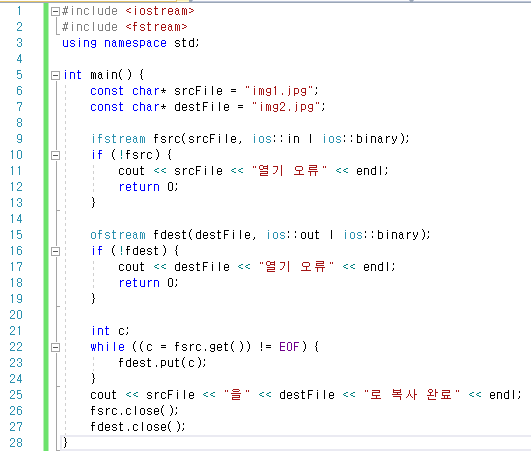 1 #include <iostream>
2 #include <fstream>
3 using namespace std;
4
5 int main() {
6 const char* srcFile = "img1.jpg";
7 const char* destFile = "img2.jpg";
8
9 ifstream fsrc(srcFile, ios::in | ios::binary);
10 if (!fsrc) {
11 cout << srcFile << "열기 오류" << endl;
12 return 0;
13 }
14
15 ofstream fdest(destFile, ios::out | ios::binary);
16 if (!fdest) {
17 cout << destFile << "열기 오류" << endl;
18 return 0;
19 }
20
21 int c;
22 while ((c = fsrc.get()) != EOF) {
23 fdest.put(c);
24 }
25 cout << srcFile << "을" << destFile << "로 복사 완료" << endl;
26 fsrc.close();
27 fdest.close();
28 }